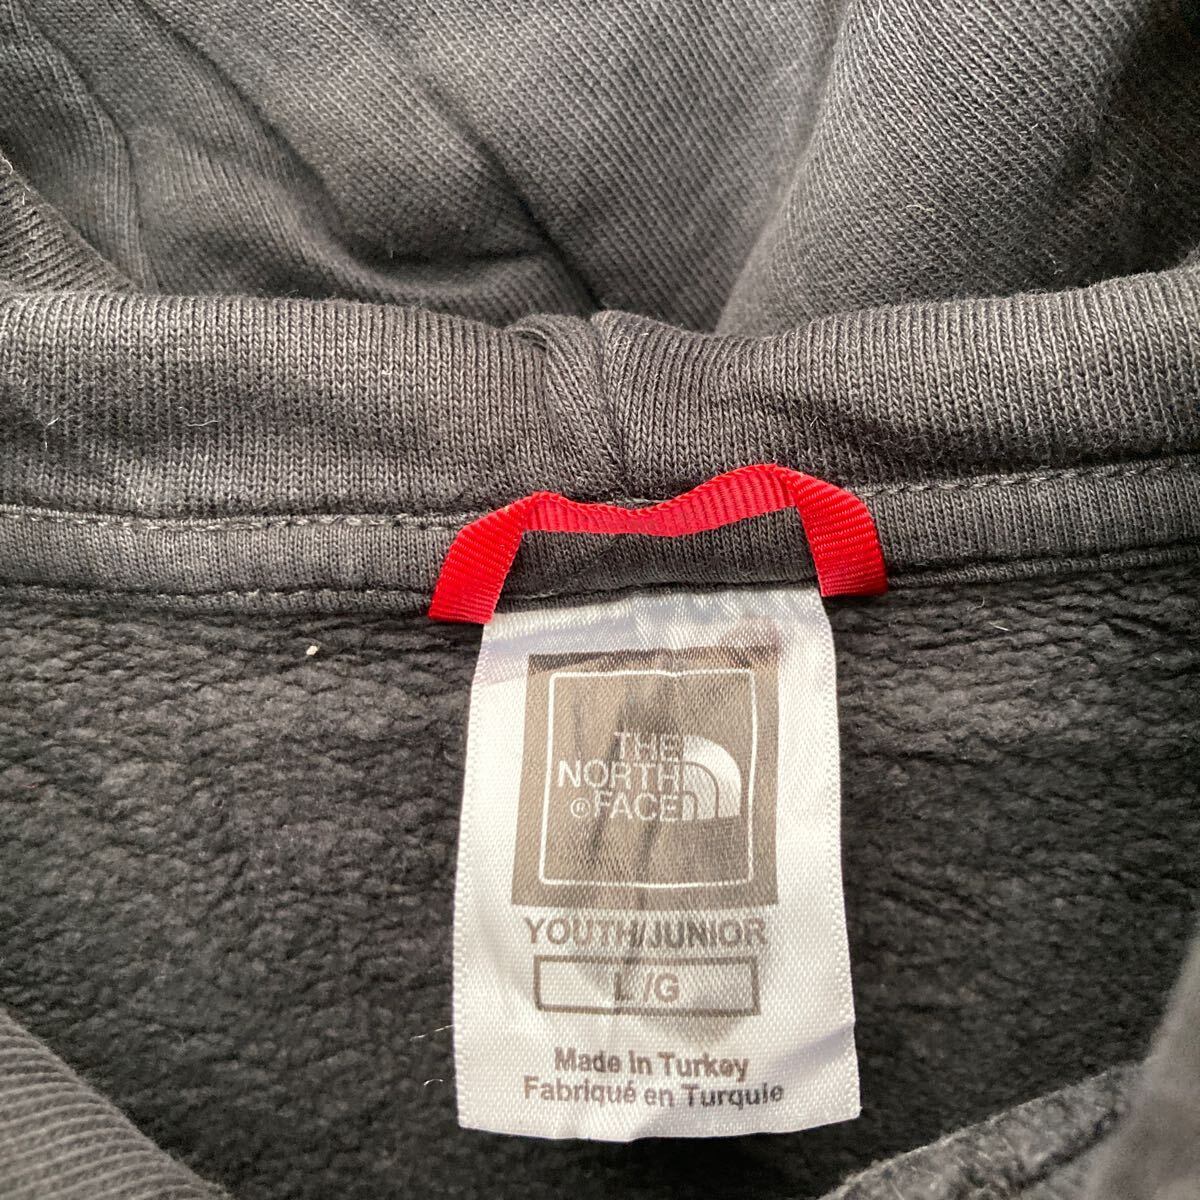 THE
NORTH
®FACE
YOUTH/JUNIOR
L/G
Made in Turkey
Fabriqué en Turquie